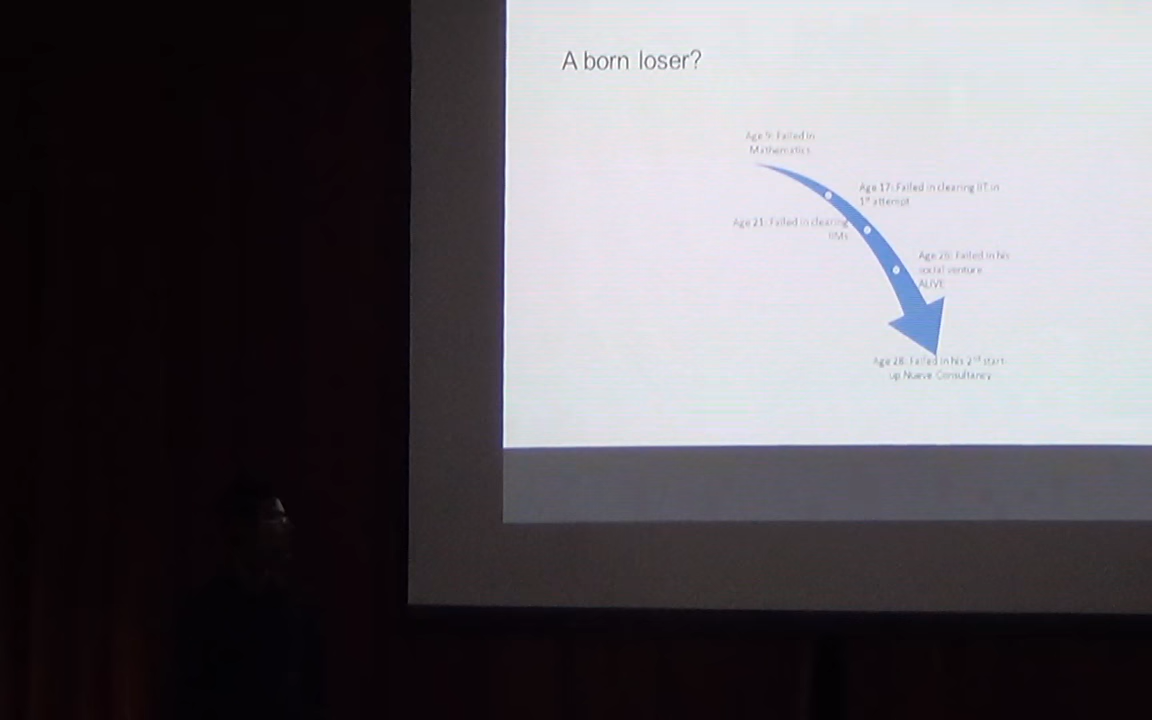 A born loser?
Age 9: Failed in
Mathematics
Age 17: Failed in clearing IIT in
1st attempt
Age 21: Failed in clearing
IIMs
Age 26: Failed in his
social venture
ALIVE
Age 28: Failed in his 2nd start
up Nueve Consultancy